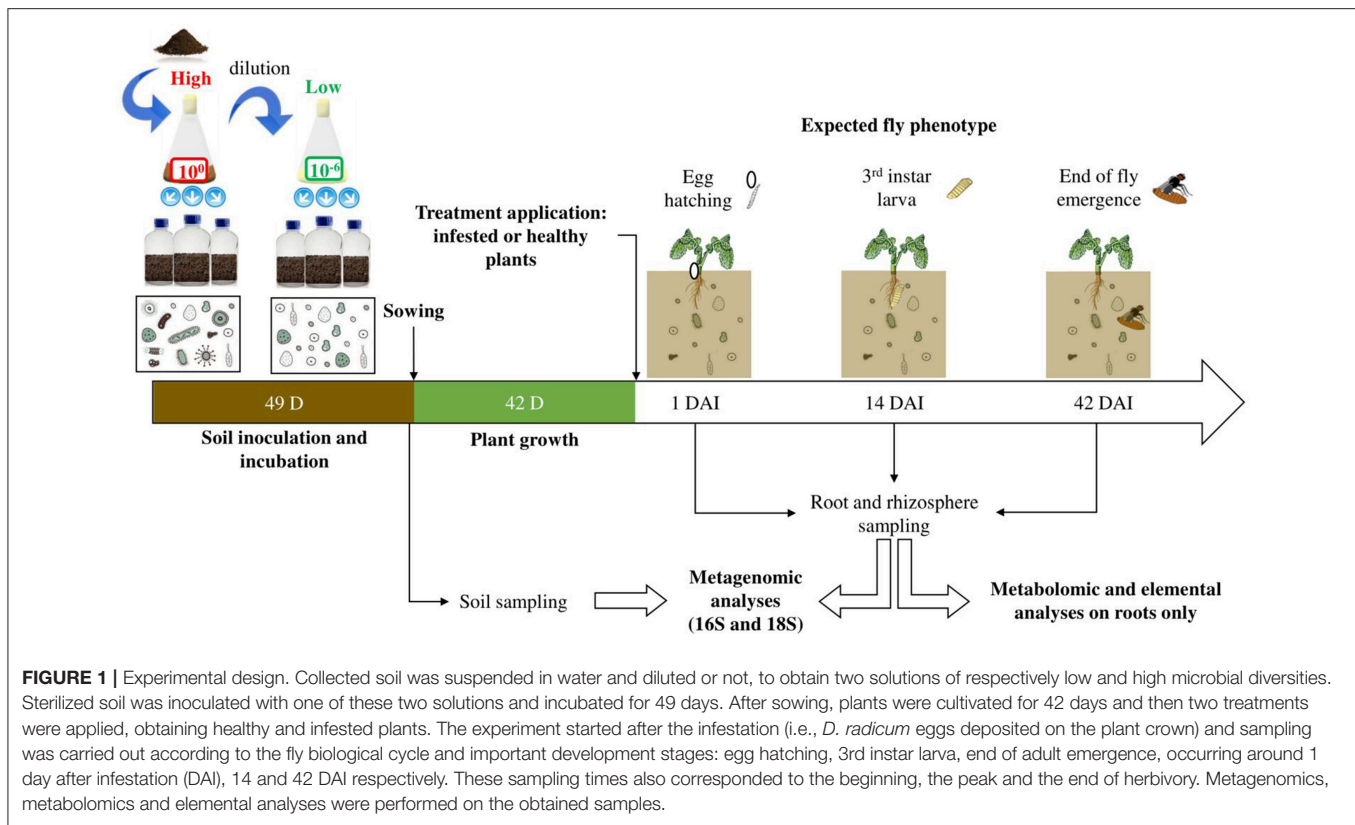 High
dilution
Low
10⁰
10⁻⁶
Expected fly phenotype
Egg
hatching
3rd instar
larva
End of fly
emergence
Treatment application:
infested or healthy
plants
Sowing
49 D
42 D
1 DAI
14 DAI
42 DAI
Soil inoculation and
incubation
Plant growth
Root and rhizosphere
sampling
Soil sampling
Metagenomic
analyses
(16S and 18S)
Metabolomic and elemental
analyses on roots only
FIGURE 1 | Experimental design. Collected soil was suspended in water and diluted or not, to obtain two solutions of respectively low and high microbial diversities.
Sterilized soil was inoculated with one of these two solutions and incubated for 49 days. After sowing, plants were cultivated for 42 days and then two treatments
were applied, obtaining healthy and infested plants. The experiment started after the infestation (i.e., D. radicum eggs deposited on the plant crown) and sampling
was carried out according to the fly biological cycle and important development stages: egg hatching, 3rd instar larva, end of adult emergence, occurring around 1
day after infestation (DAI), 14 and 42 DAI respectively. These sampling times also corresponded to the beginning, the peak and the end of herbivory. Metagenomics,
metabolomics and elemental analyses were performed on the obtained samples.